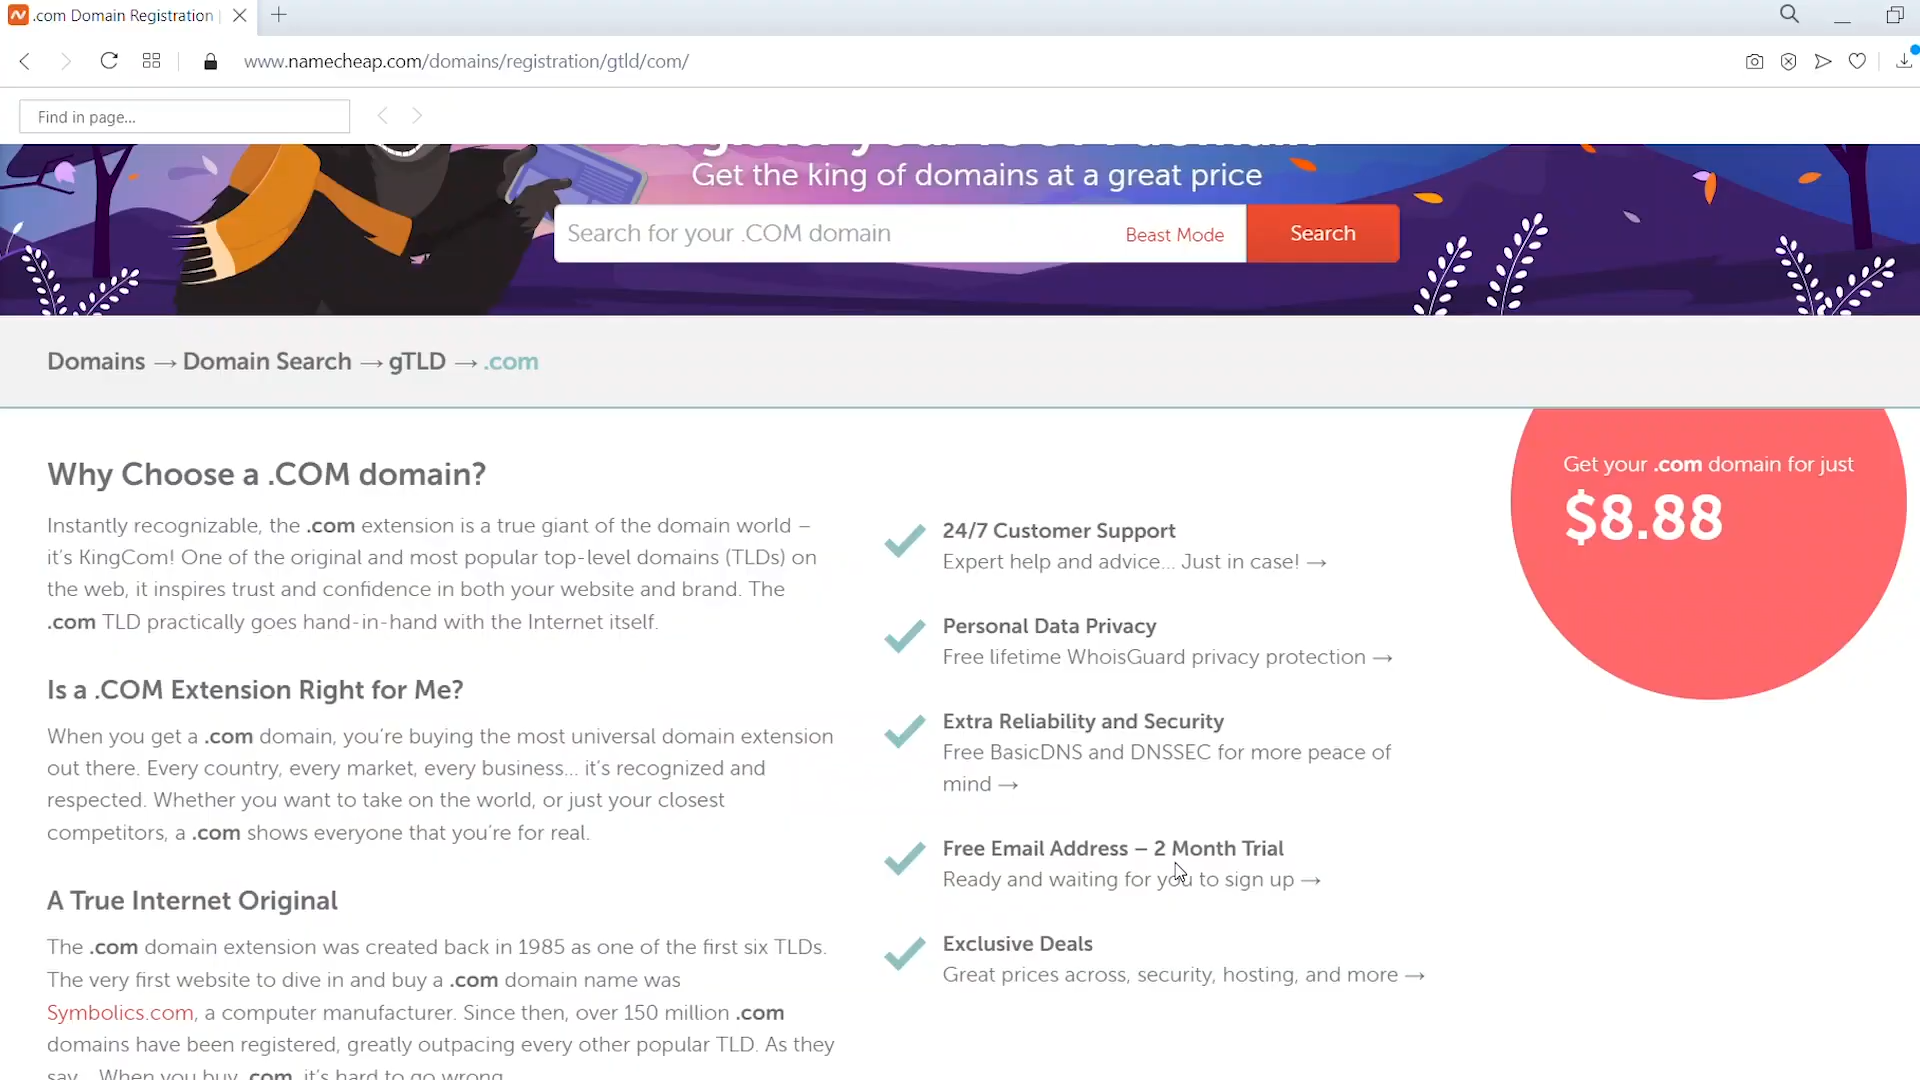 .com Domain Registration
www.namecheap.com/domains/registration/gtld/com/
Find in page...
Get the king of domains at a great price
Search for your .COM domain
Beast Mode
Search
Domains → Domain Search → gTLD → .com
Why Choose a .COM domain?
Instantly recognizable, the .com extension is a true giant of the domain world –
it's KingCom! One of the original and most popular top-level domains (TLDs) on
the web, it inspires trust and confidence in both your website and brand. The
.com TLD practically goes hand-in-hand with the Internet itself.
Is a .COM Extension Right for Me?
When you get a .com domain, you're buying the most universal domain extension
out there. Every country, every market, every business... it's recognized and
respected. Whether you want to take on the world, or just your closest
competitors, a .com shows everyone that you're for real.
A True Internet Original
The .com domain extension was created back in 1985 as one of the first six TLDs.
The very first website to dive in and buy a .com domain name was
Symbolics.com, a computer manufacturer. Since then, over 150 million .com
domains have been registered, greatly outpacing every other popular TLD. As they
say... When you buy .com, it's hard to go wrong.
24/7 Customer Support
Expert help and advice... Just in case! →
Personal Data Privacy
Free lifetime WhoisGuard privacy protection →
Extra Reliability and Security
Free BasicDNS and DNSSEC for more peace of
mind →
Free Email Address – 2 Month Trial
Ready and waiting for you to sign up →
Exclusive Deals
Great prices across, security, hosting, and more →
Get your .com domain for just
$8.88